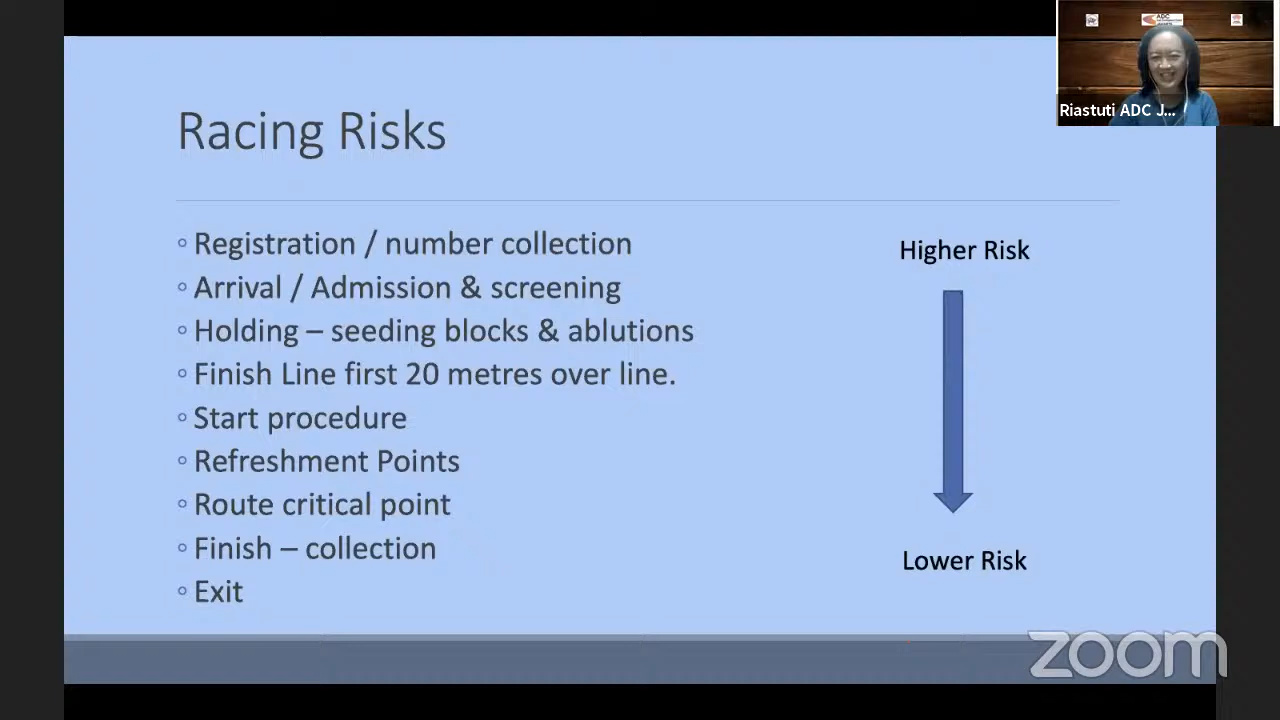 ADC
Riastuti ADC J...
Racing Risks
◦ Registration / number collection
◦ Arrival / Admission & screening
◦ Holding – seeding blocks & ablutions
◦ Finish Line first 20 metres over line.
◦ Start procedure
◦ Refreshment Points
◦ Route critical point
◦ Finish – collection
◦ Exit
Higher Risk
Lower Risk
zoom